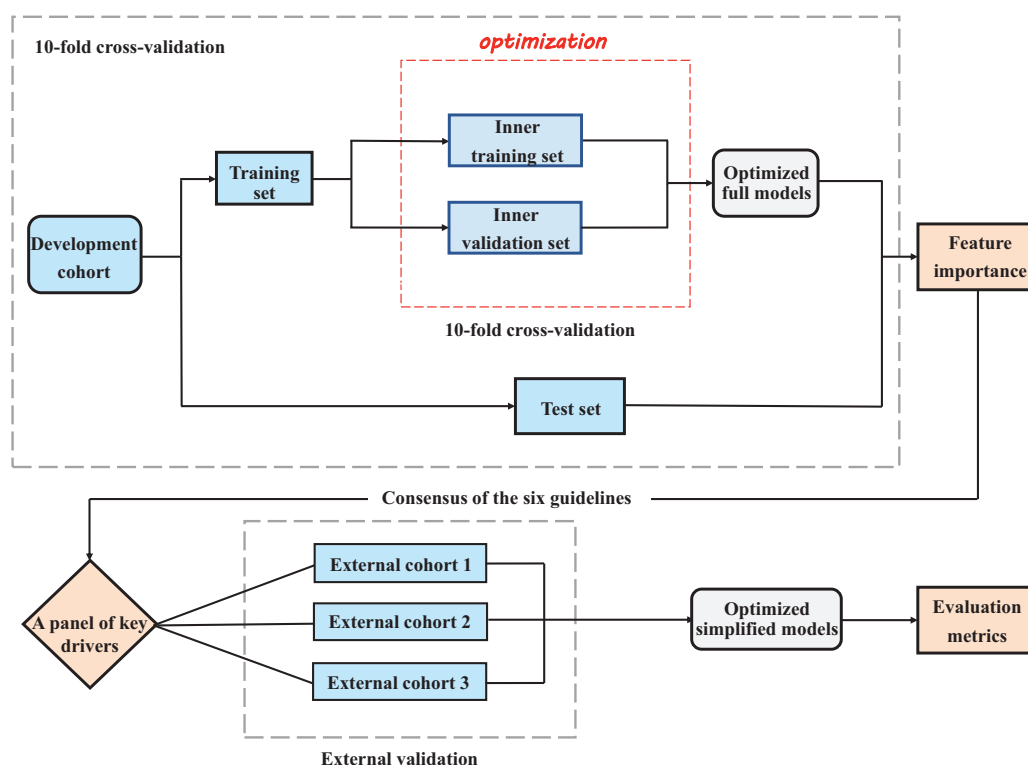 10-fold cross-validation
optimization
Inner
training set
Training
set
Optimized
full models
Inner
validation set
Development
cohort
Feature
importance
10-fold cross-validation
Test set
Consensus of the six guidelines
External cohort 1
A panel of key
drivers
External cohort 2
Optimized
simplified models
Evaluation
metrics
External cohort 3
External validation